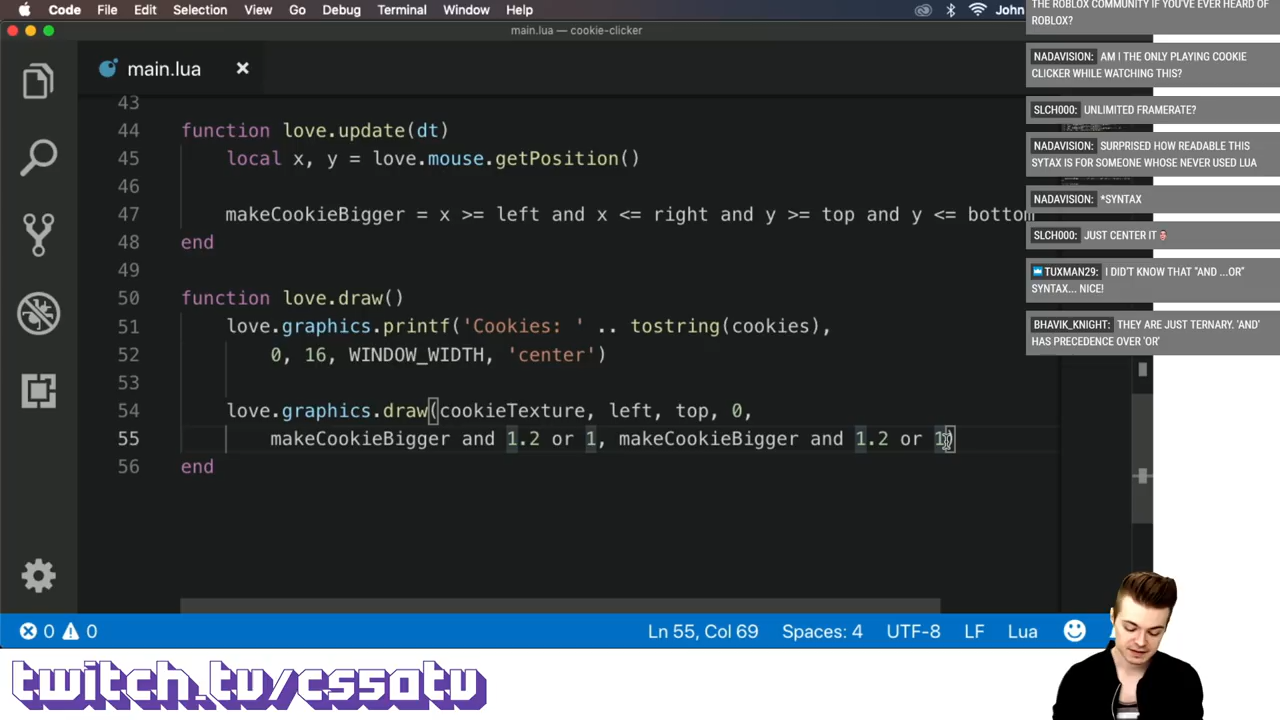 Code File Edit Selection View Go Debug Terminal Window Help John
main.lua — cookie-clicker
main.lua
43
44 function love.update(dt)
45 local x, y = love.mouse.getPosition()
46
47 makeCookieBigger = x >= left and x <= right and y >= top and y <= bottom
48 end
49
50 function love.draw()
51 love.graphics.printf('Cookies: ' .. tostring(cookies),
52 0, 16, WINDOW_WIDTH, 'center')
53
54 love.graphics.draw(cookieTexture, left, top, 0,
55 makeCookieBigger and 1.2 or 1, makeCookieBigger and 1.2 or 1)
56 end
THE ROBLOX COMMUNITY IF YOU'VE EVER HEARD OF
ROBLOX?
NADAVISION: AM I THE ONLY PLAYING COOKIE
CLICKER WHILE WATCHING THIS?
SLCH000: UNLIMITED FRAMERATE?
NADAVISION: SURPRISED HOW READABLE THIS
SYTAX IS FOR SOMEONE WHOSE NEVER USED LUA
NADAVISION: *SYNTAX
SLCH000: JUST CENTER IT
TUXMAN29: I DID'T KNOW THAT "AND ...OR"
SYNTAX... NICE!
BHAVIK_KNIGHT: THEY ARE JUST TERNARY. 'AND'
HAS PRECEDENCE OVER 'OR'
0 0 Ln 55, Col 69 Spaces: 4 UTF-8 LF Lua
twitch.tv/cs50tv